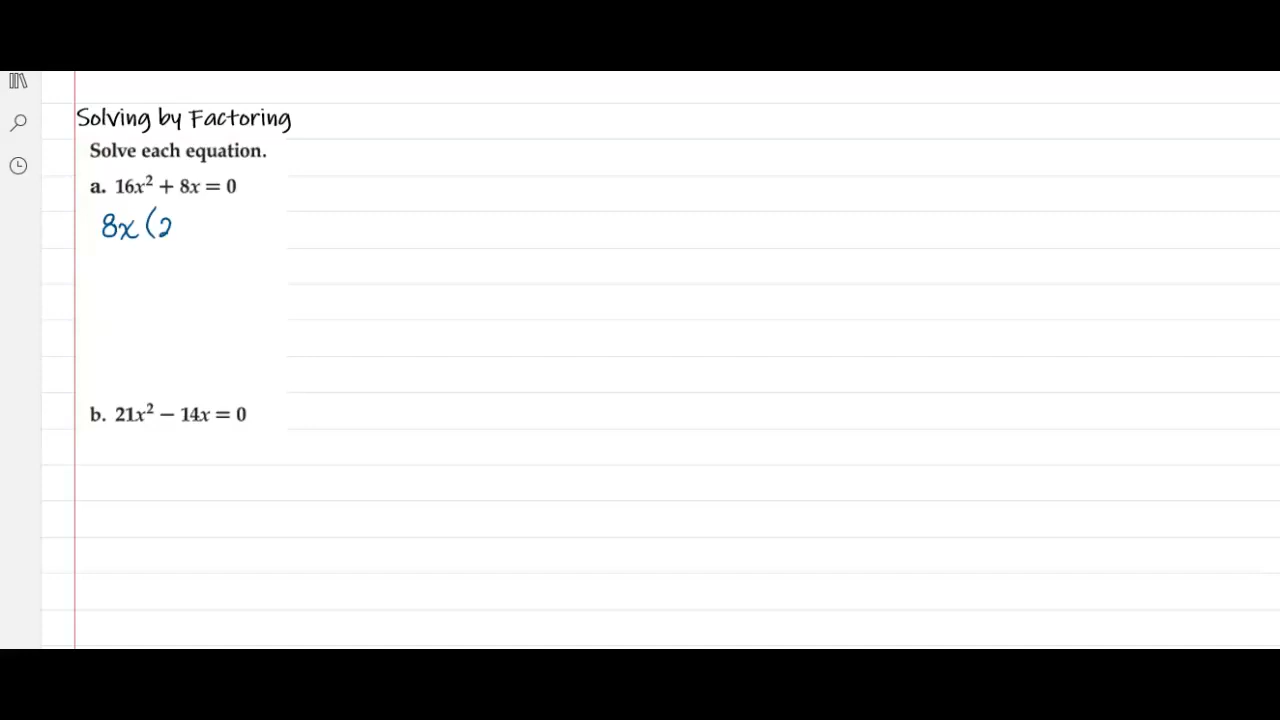 Solving by Factoring
Solve each equation.
a. 16x² + 8x = 0
8x (2
b. 21x² − 14x = 0